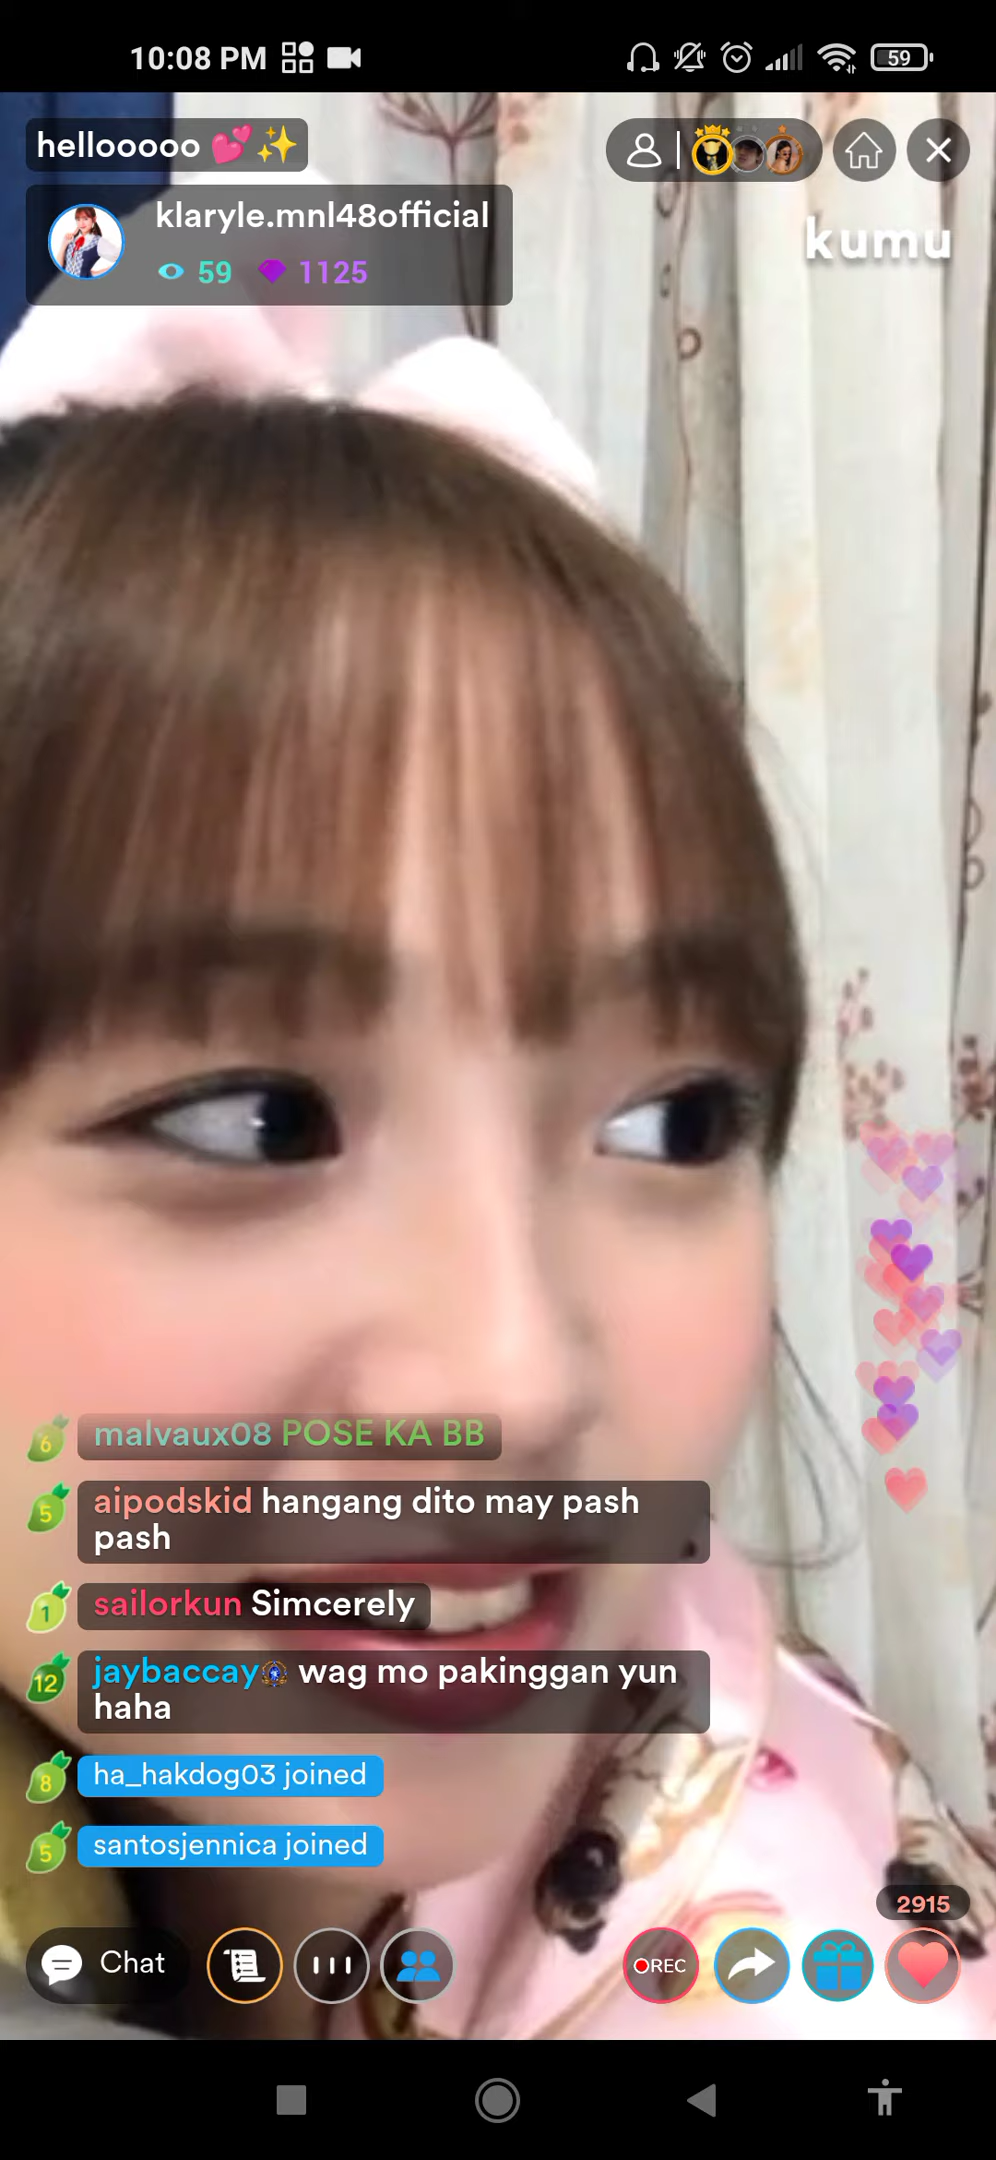 10:08 PM
59
hellooooo 💕✨
klaryle.mnl48official
59 1125
kumu
6 malvaux08 POSE KA BB
5 aipodskid hangang dito may pash
pash
1 sailorkun Simcerely
12 jaybaccay wag mo pakinggan yun
haha
8 ha_hakdog03 joined
5 santosjennica joined
2915
Chat
REC